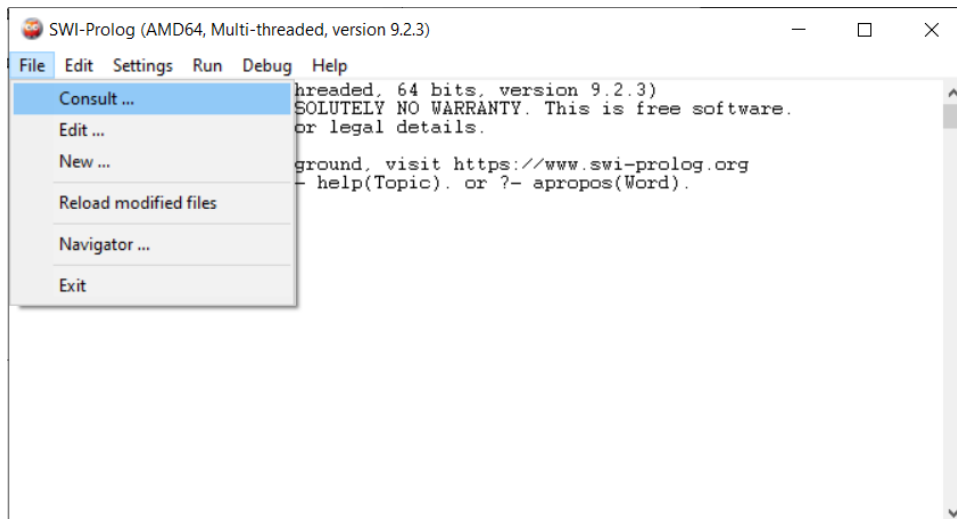 SWI-Prolog (AMD64, Multi-threaded, version 9.2.3)
File Edit Settings Run Debug Help
Consult ...
Edit ...
New ...
Reload modified files
Navigator ...
Exit
hreaded, 64 bits, version 9.2.3)
SOLUTELY NO WARRANTY. This is free software.
or legal details.
ground, visit https://www.swi-prolog.org
- help(Topic). or ?- apropos(Word).